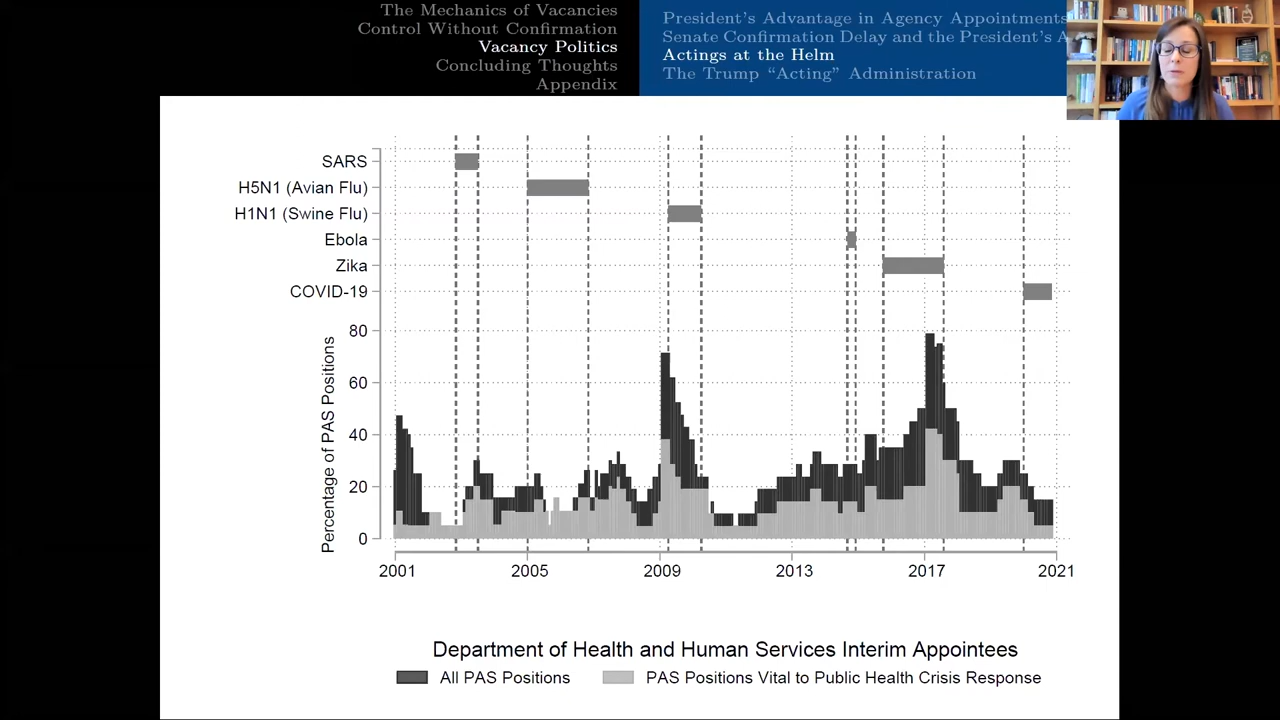 The Mechanics of Vacancies
Control Without Confirmation
Vacancy Politics
Concluding Thoughts
Appendix
President's Advantage in Agency Appointments
Senate Confirmation Delay and the President's A
Actings at the Helm
The Trump “Acting” Administration
SARS
H5N1 (Avian Flu)
H1N1 (Swine Flu)
Ebola
Zika
COVID-19
80
60
40
20
0
Percentage of PAS Positions
2001 2005 2009 2013 2017 2021
Department of Health and Human Services Interim Appointees
All PAS Positions PAS Positions Vital to Public Health Crisis Response